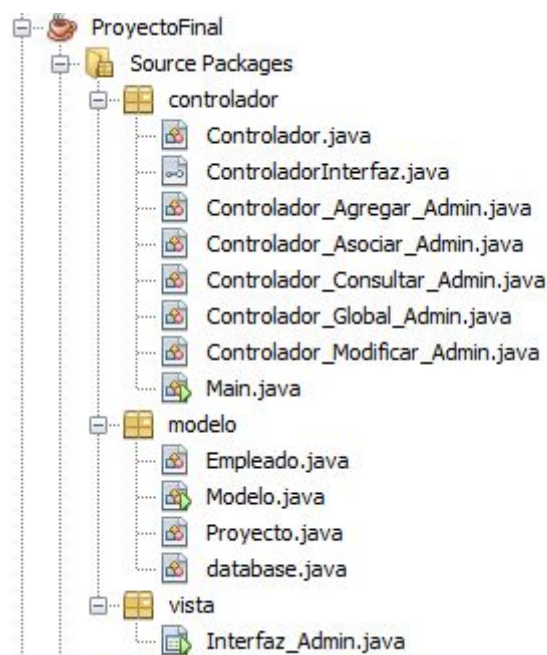 ProyectoFinal
Source Packages
controlador
Controlador.java
ControladorInterfaz.java
Controlador_Agregar_Admin.java
Controlador_Asociar_Admin.java
Controlador_Consultar_Admin.java
Controlador_Global_Admin.java
Controlador_Modificar_Admin.java
Main.java
modelo
Empleado.java
Modelo.java
Proyecto.java
database.java
vista
Interfaz_Admin.java